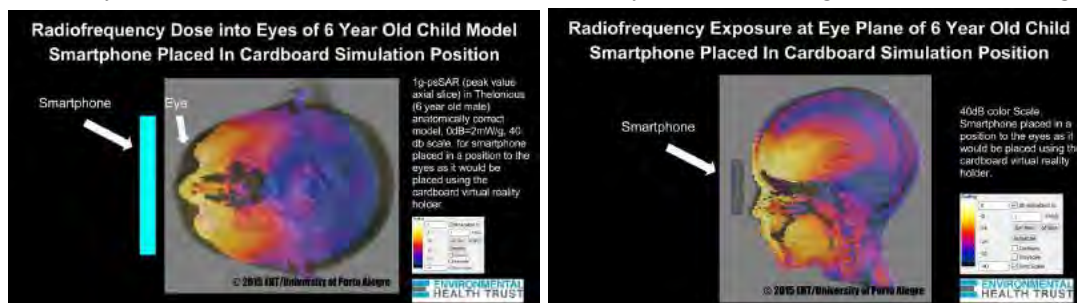 Radiofrequency Dose into Eyes of 6 Year Old Child Model
Smartphone Placed In Cardboard Simulation Position
Smartphone
Eye
1g-psSAR (peak value
axial slice) in Thelonious
(6 year old male)
anatomically correct
model, 0dB=2mW/g, 40
db scale, for smartphone
placed in a position to the
eyes as it would be
placed using the
cardboard virtual reality
holder.
© 2015 EHT/University of Porto Alegre
ENVIRONMENTAL
HEALTH TRUST
Radiofrequency Exposure at Eye Plane of 6 Year Old Child
Smartphone Placed In Cardboard Simulation Position
Smartphone
40dB color Scale
Smartphone placed in a
position to the eyes as it
would be placed using the
cardboard virtual reality
holder.
© 2015 EHT/University of Porto Alegre
ENVIRONMENTAL
HEALTH TRUST